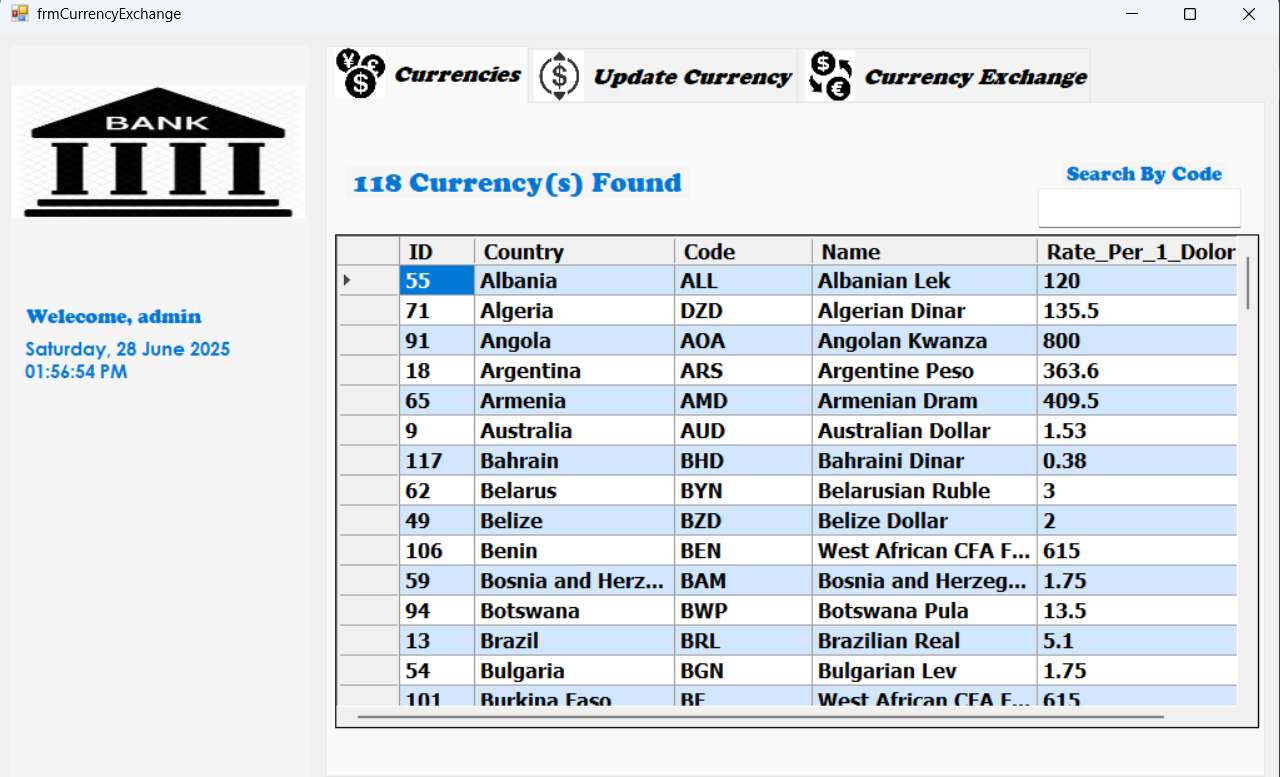 frmCurrencyExchange
Currencies Update Currency Currency Exchange
BANK
118 Currency(s) Found
Search By Code
Welecome, admin
Saturday, 28 June 2025
01:56:54 PM
ID Country Code Name Rate_Per_1_Dolor
55 Albania ALL Albanian Lek 120
71 Algeria DZD Algerian Dinar 135.5
91 Angola AOA Angolan Kwanza 800
18 Argentina ARS Argentine Peso 363.6
65 Armenia AMD Armenian Dram 409.5
9 Australia AUD Australian Dollar 1.53
117 Bahrain BHD Bahraini Dinar 0.38
62 Belarus BYN Belarusian Ruble 3
49 Belize BZD Belize Dollar 2
106 Benin BEN West African CFA F... 615
59 Bosnia and Herz... BAM Bosnia and Herzeg... 1.75
94 Botswana BWP Botswana Pula 13.5
13 Brazil BRL Brazilian Real 5.1
54 Bulgaria BGN Bulgarian Lev 1.75
101 Burkina Faso BF West African CFA F... 615